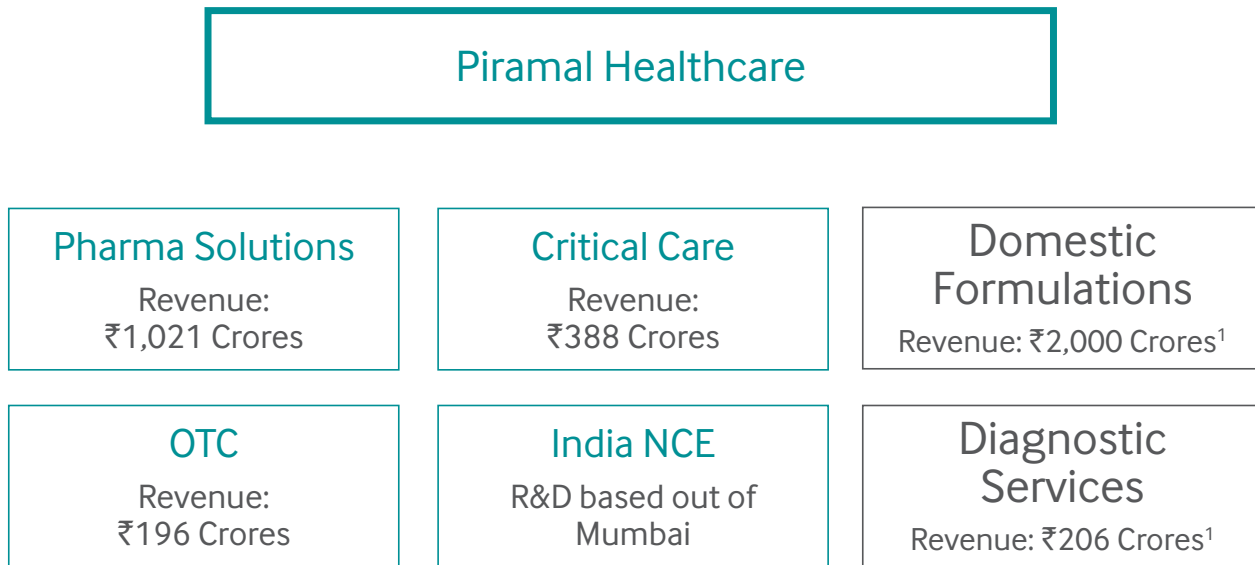 Piramal Healthcare
Pharma Solutions
Revenue:
₹1,021 Crores
Critical Care
Revenue:
₹388 Crores
Domestic
Formulations
Revenue: ₹2,000 Crores¹
OTC
Revenue:
₹196 Crores
India NCE
R&D based out of
Mumbai
Diagnostic
Services
Revenue: ₹206 Crores¹